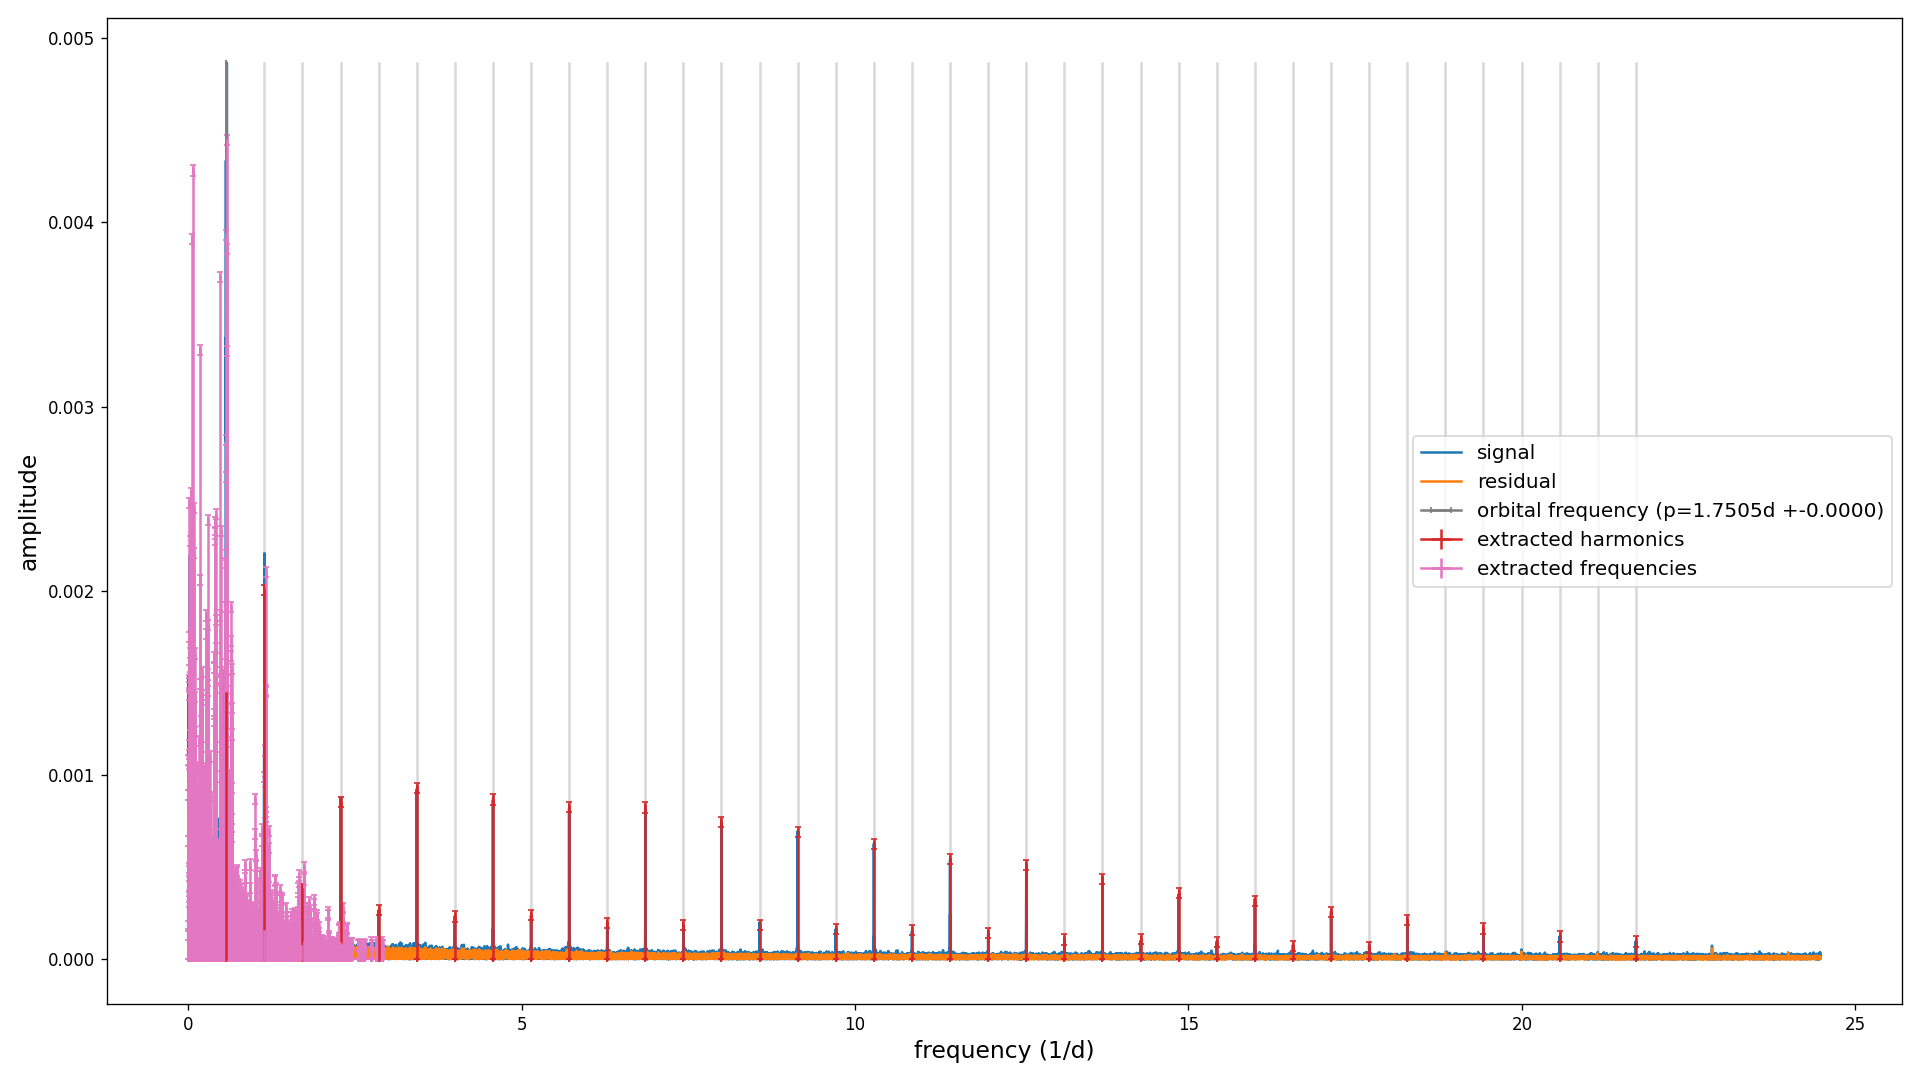 0.005
0.004
0.003
0.002
0.001
0.000
amplitude
0
5
10
15
20
25
frequency (1/d)
signal
residual
orbital frequency (p=1.7505d +-0.0000)
extracted harmonics
extracted frequencies